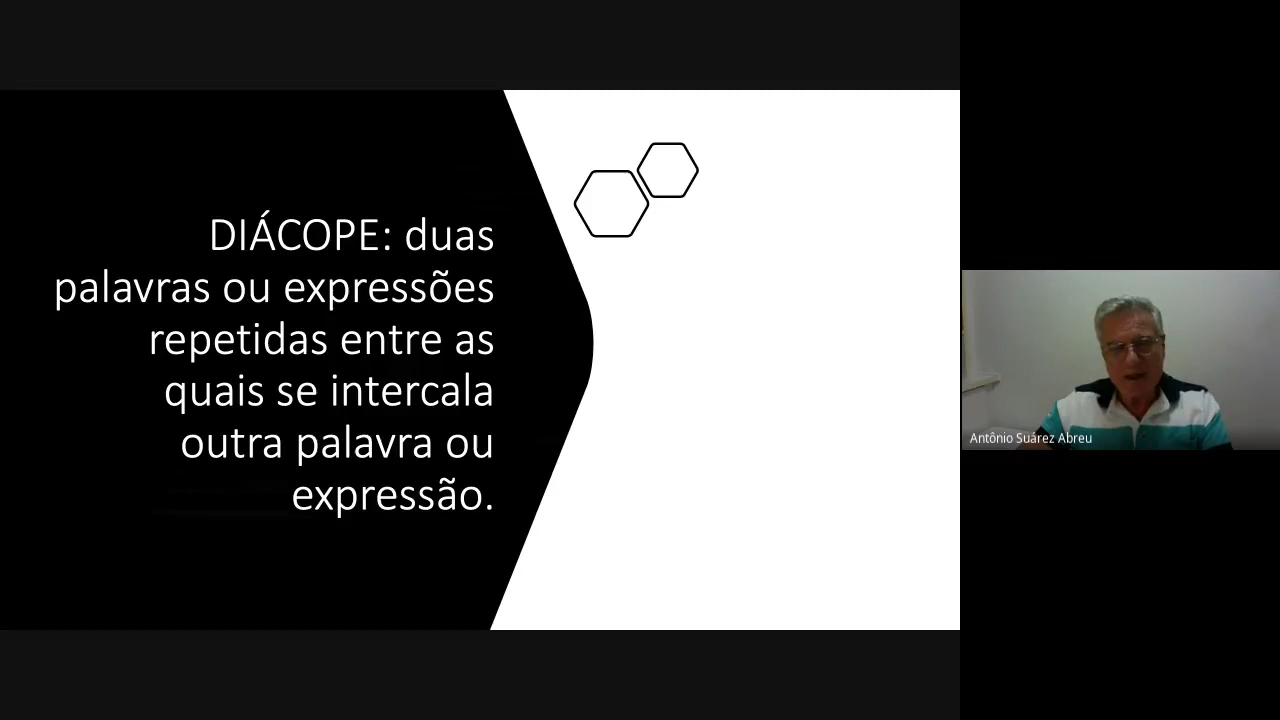 DIÁCOPE: duas
palavras ou expressões
repetidas entre as
quais se intercala
outra palavra ou
expressão.
Antônio Suárez Abreu